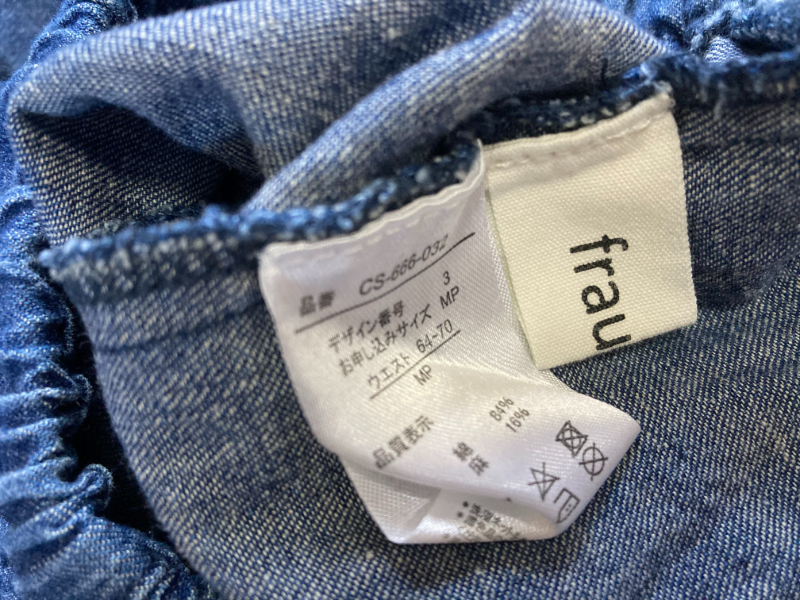 品番 CS-666-032
デザイン番号 3
お申し込みサイズ MP
ウエスト 64-70
MP
品質表示
綿 84%
麻 16%
frau